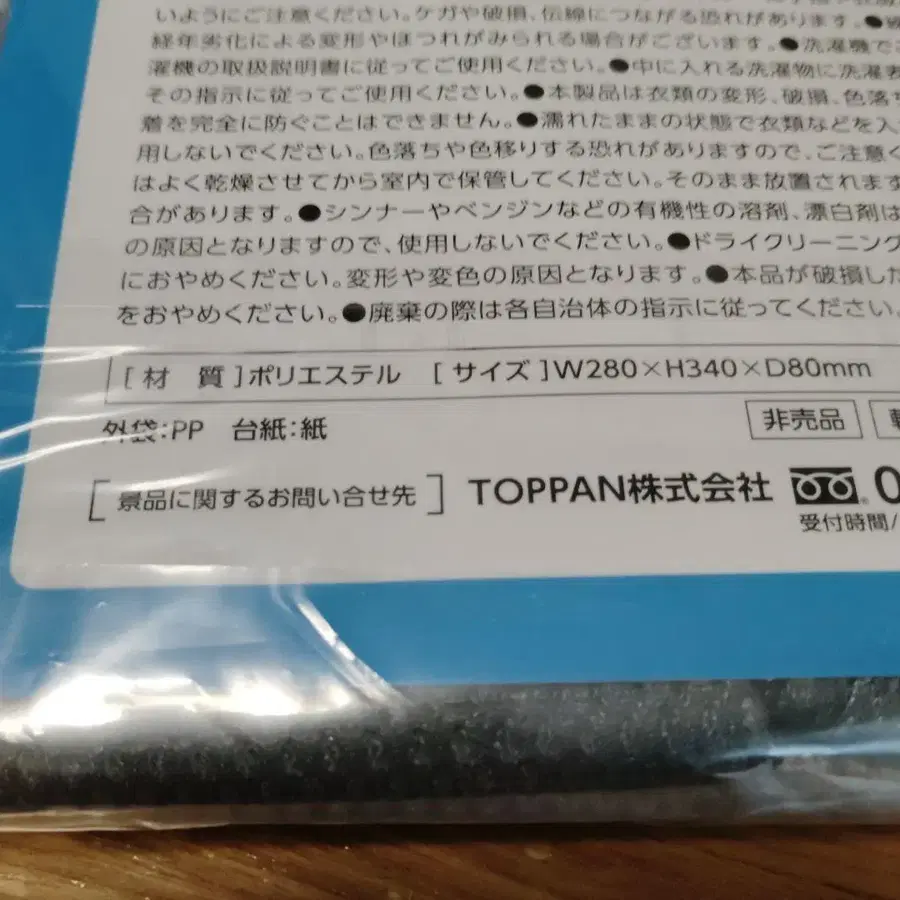 いようにご注意ください。ケガや破損、伝線につながる恐れがあります。●
経年劣化による変形やほつれがみられる場合がございます。●洗濯機でご
濯機の取扱説明書に従ってご使用ください。●中に入れる洗濯物に洗濯表
その指示に従ってご使用ください。●本製品は衣類の変形、破損、色落ち
着を完全に防ぐことはできません。●濡れたままの状態で衣類などを入
用しないでください。色落ちや色移りする恐れがありますので、ご注意く
はよく乾燥させてから室内で保管してください。そのまま放置されます
合があります。●シンナーやベンジンなどの有機性の溶剤、漂白剤は
の原因となりますので、使用しないでください。●ドライクリーニング
におやめください。変形や変色の原因となります。●本品が破損した
をおやめください。●廃棄の際は各自治体の指示に従ってください。
[材 質]ポリエステル [サイズ]W280×H340×D80mm
外袋:PP 台紙:紙 非売品
[景品に関するお問い合せ先] TOPPAN株式会社 0
受付時間/